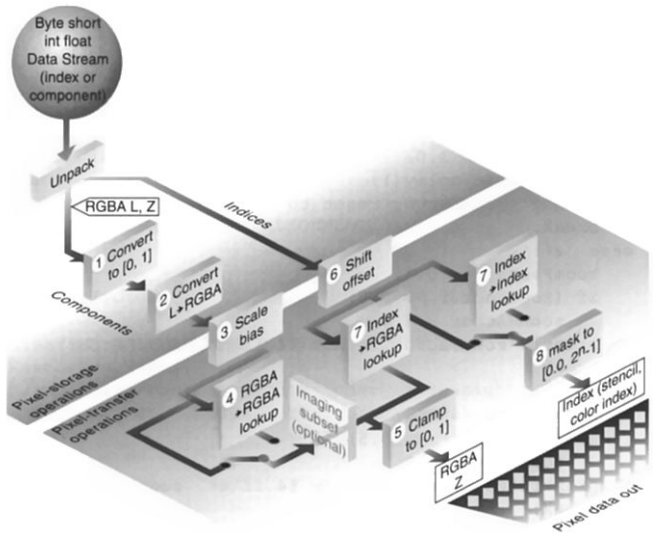 Byte short
int float
Data Stream
(index or
component)
Unpack
RGBA L, Z
Indices
1 Convert
to [0, 1]
2 Convert
L→RGBA
Components
3 Scale
bias
6 Shift
offset
7 Index
→index
lookup
7 Index
→RGBA
lookup
8 mask to
[0.0, 2ⁿ-1]
Pixel-storage
operations
Pixel-transfer
operations
4 RGBA
→RGBA
lookup
Imaging
subset
(optional)
5 Clamp
to [0, 1]
Index (stencil,
color index)
RGBA
Z
Pixel data out